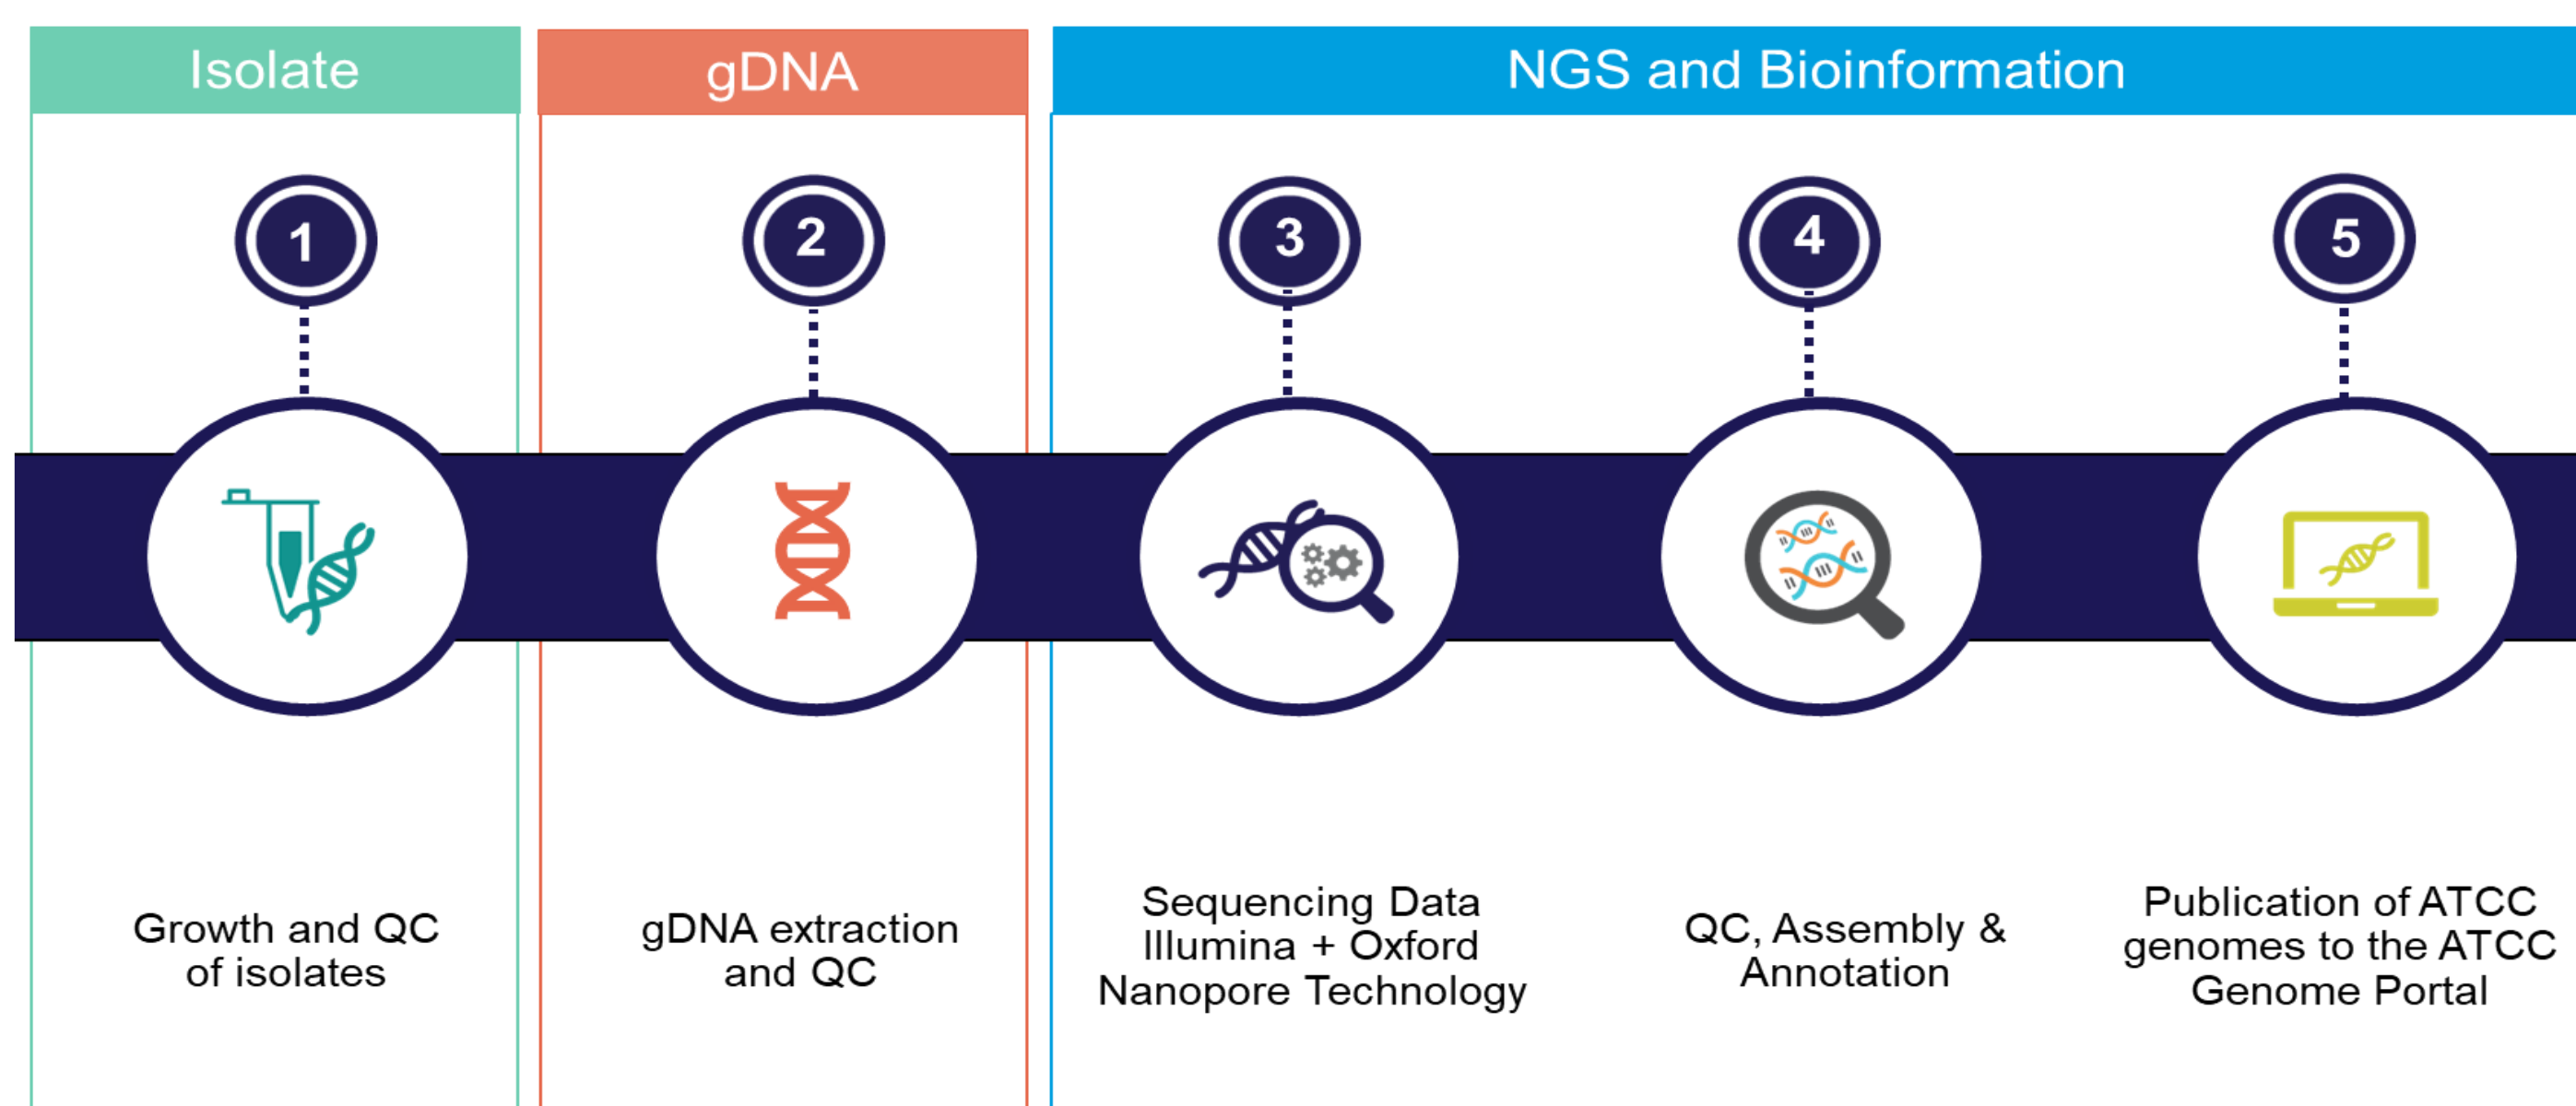 Isolate
gDNA
NGS and Bioinformation
1
2
3
4
5
Growth and QC
of isolates
gDNA extraction
and QC
Sequencing Data
Illumina + Oxford
Nanopore Technology
QC, Assembly &
Annotation
Publication of ATCC
genomes to the ATCC
Genome Portal